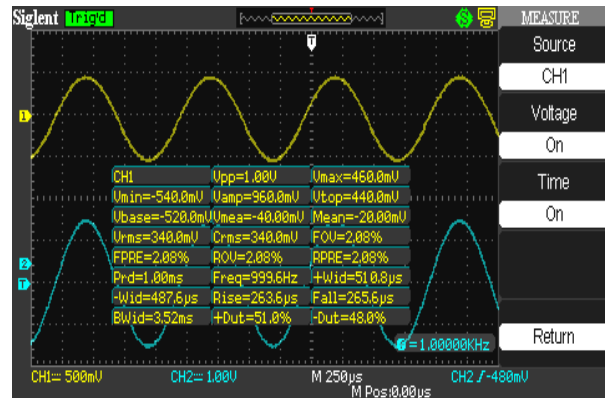 Siglent Trig'd MEASURE
T
Source
CH1
1
Voltage
On
CH1 Vpp=1.00V Vmax=460.0mV
Vmin=-540.0mV Vamp=960.0mV Vtop=440.0mV
Time
Vbase=-520.0mV Vmea=-40.00mV Mean=-20.00mV
On
Vrms=340.0mV Crms=340.0mV FOV=2.08%
2
FPRE=2.08% ROV=2.08% RPRE=2.08%
T
Prd=1.00ms Freq=999.6Hz +Wid=510.8µs
-Wid=487.6µs Rise=263.6µs Fall=265.6µs
BWid=3.52ms +Dut=51.0% -Dut=48.0%
Return
=1.00000KHz
CH1 500mV CH2 1.00V M 250µs CH2 -480mV
M Pos:0.00µs